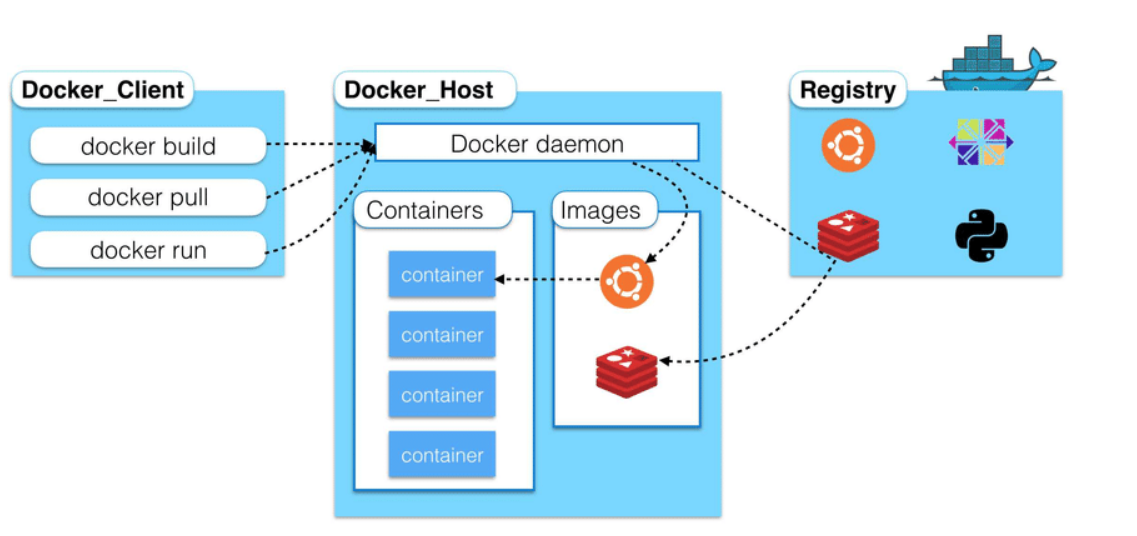 Docker_Client
docker build
docker pull
docker run
Docker_Host
Docker daemon
Containers
container
container
container
container
Images
Registry